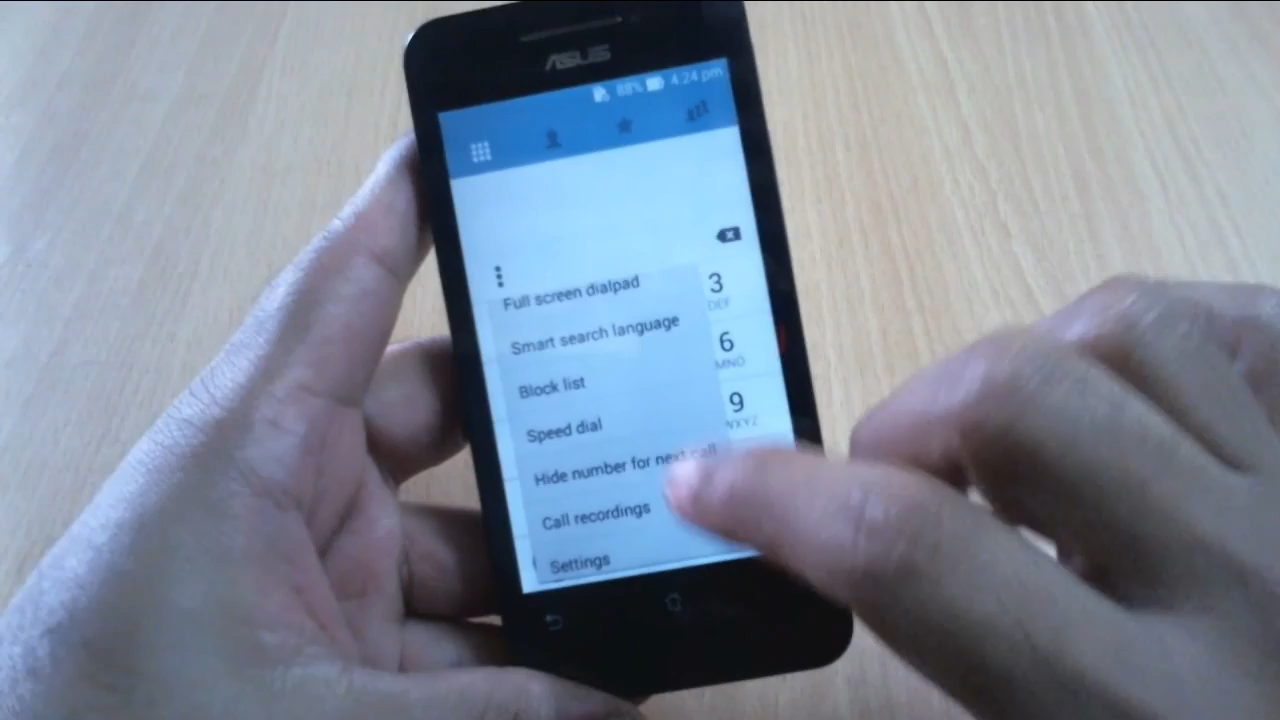 ASUS
88% 4:24 pm
Full screen dialpad
3
DEF
Smart search language
6
MNO
Block list
9
WXYZ
Speed dial
Hide number for next call
Call recordings
Settings